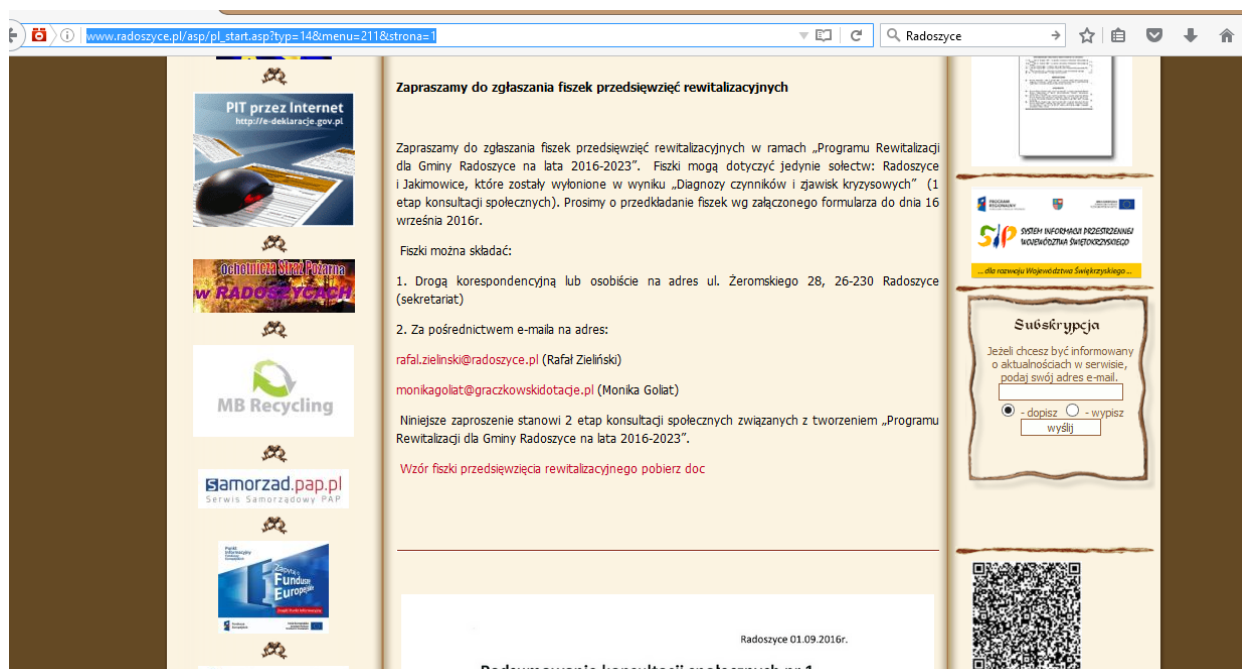 www.radoszyce.pl/asp/pl_start.asp?typ=14&menu=211&strona=1
Radoszyce
PIT przez Internet
http://e-deklaracje.gov.pl
Ochotnicza Straż Pożarna
w RADOSZYCACH
MB Recycling
samorzad.pap.pl
Serwis Samorządowy PAP
Punkt
Informacyjny
Fundusze
Europejskie
Zapraszamy do zgłaszania fiszek przedsięwzięć rewitalizacyjnych
Zapraszamy do zgłaszania fiszek przedsięwzięć rewitalizacyjnych w ramach „Programu Rewitalizacji
dla Gminy Radoszyce na lata 2016-2023”. Fiszki mogą dotyczyć jedynie sołectw: Radoszyce
i Jakimowice, które zostały wyłonione w wyniku „Diagnozy czynników i zjawisk kryzysowych” (1
etap konsultacji społecznych). Prosimy o przedkładanie fiszek wg załączonego formularza do dnia 16
września 2016r.
Fiszki można składać:
1. Drogą korespondencyjną lub osobiście na adres ul. Żeromskiego 28, 26-230 Radoszyce
(sekretariat)
2. Za pośrednictwem e-maila na adres:
rafal.zielinski@radoszyce.pl (Rafał Zieliński)
monikagoliat@graczkowskidotacje.pl (Monika Goliat)
Niniejsze zaproszenie stanowi 2 etap konsultacji społecznych związanych z tworzeniem „Programu
Rewitalizacji dla Gminy Radoszyce na lata 2016-2023”.
Wzór fiszki przedsięwzięcia rewitalizacyjnego pobierz doc
Radoszyce 01.09.2016r.
Podsumowanie konsultacji społecznych nr 1
SIP
SYSTEM INFORMACJI PRZESTRZENNEJ
WOJEWÓDZTWA ŚWIĘTOKRZYSKIEGO
...dla rozwoju Województwa Świętokrzyskiego ...
Subskrypcja
Jeżeli chcesz być informowany
o aktualnościach w serwisie,
podaj swój adres e-mail.
- dopisz - wypisz
wyślij